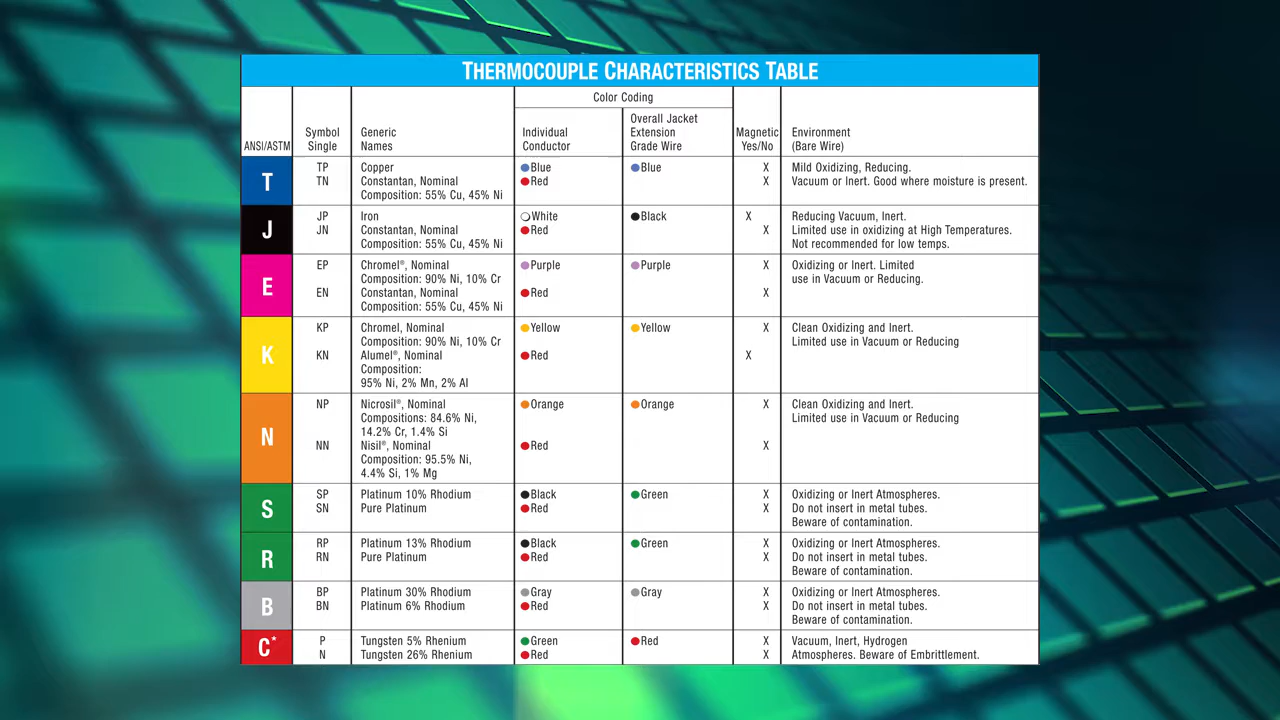 THERMOCOUPLE CHARACTERISTICS TABLE
Color Coding
ANSI/ASTM
Symbol
Single
Generic
Names
Individual
Conductor
Overall Jacket
Extension
Grade Wire
Magnetic
Yes/No
Environment
(Bare Wire)
T
TP
TN
Copper
Constantan, Nominal
Composition: 55% Cu, 45% Ni
Blue
Red
Blue
X
X
Mild Oxidizing, Reducing.
Vacuum or Inert. Good where moisture is present.
J
JP
JN
Iron
Constantan, Nominal
Composition: 55% Cu, 45% Ni
White
Red
Black
X
X
Reducing Vacuum, Inert.
Limited use in oxidizing at High Temperatures.
Not recommended for low temps.
E
EP
EN
Chromel®, Nominal
Composition: 90% Ni, 10% Cr
Constantan, Nominal
Composition: 55% Cu, 45% Ni
Purple
Red
Purple
X
X
Oxidizing or Inert. Limited
use in Vacuum or Reducing.
K
KP
KN
Chromel, Nominal
Composition: 90% Ni, 10% Cr
Alumel®, Nominal
Composition:
95% Ni, 2% Mn, 2% Al
Yellow
Red
Yellow
X
X
Clean Oxidizing and Inert.
Limited use in Vacuum or Reducing
N
NP
NN
Nicrosil®, Nominal
Compositions: 84.6% Ni,
14.2% Cr, 1.4% Si
Nisil®, Nominal
Composition: 95.5% Ni,
4.4% Si, 1% Mg
Orange
Red
Orange
X
X
Clean Oxidizing and Inert.
Limited use in Vacuum or Reducing
S
SP
SN
Platinum 10% Rhodium
Pure Platinum
Black
Red
Green
X
X
Oxidizing or Inert Atmospheres.
Do not insert in metal tubes.
Beware of contamination.
R
RP
RN
Platinum 13% Rhodium
Pure Platinum
Black
Red
Green
X
X
Oxidizing or Inert Atmospheres.
Do not insert in metal tubes.
Beware of contamination.
B
BP
BN
Platinum 30% Rhodium
Platinum 6% Rhodium
Gray
Red
Gray
X
X
Oxidizing or Inert Atmospheres.
Do not insert in metal tubes.
Beware of contamination.
C*
P
N
Tungsten 5% Rhenium
Tungsten 26% Rhenium
Green
Red
Red
X
X
Vacuum, Inert, Hydrogen
Atmospheres. Beware of Embrittlement.